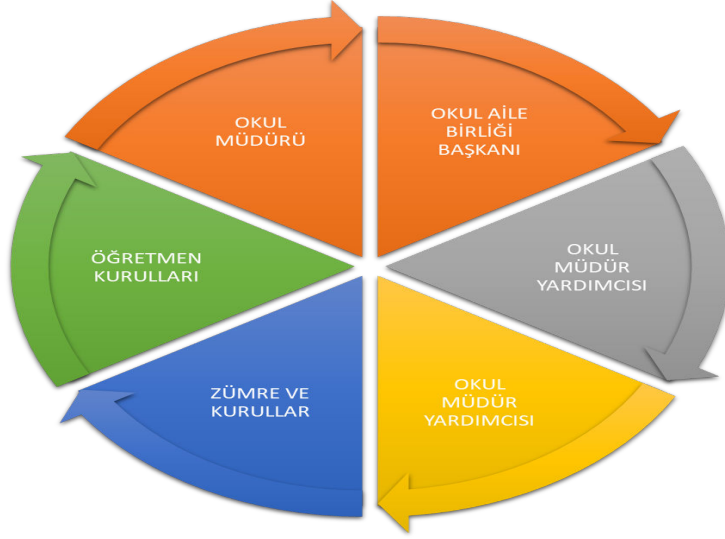 OKUL
MÜDÜRÜ
OKUL AİLE
BİRLİĞİ
BAŞKANI
OKUL
MÜDÜR
YARDIMCISI
OKUL
MÜDÜR
YARDIMCISI
ZÜMRE VE
KURULLAR
ÖĞRETMEN
KURULLARI